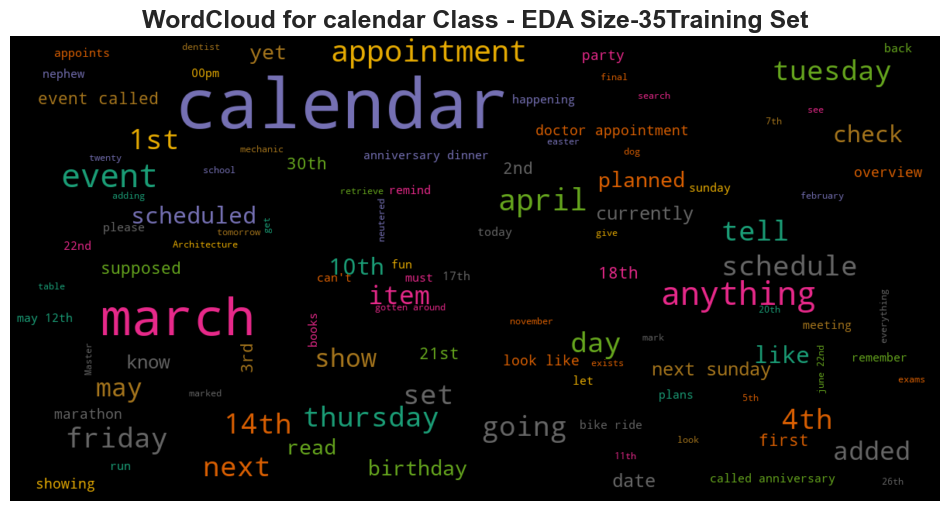 WordCloud for calendar Class - EDA Size-35Training Set
appoints
dentist
yet
appointment
party
back
nephew
00pm
final
tuesday
event called
calendar
happening
search
see
1st
doctor appointment
7th
check
mechanic
easter
twenty
30th
anniversary dinner
dog
event
school
2nd
planned
overview
adding
retrieve
remind
april
sunday
february
scheduled
get
neutered
currently
please
tomorrow
today
give
tell
22nd
Architecture
supposed
10th
fun
can't
must
17th
18th
schedule
table
item
anything
march
gotten around
20th
may 12th
books
november
meeting
everything
Master
know
3rd
show
21st
day
mark
like
look like
exists
next sunday
june 22nd
remember
may
marked
set
let
plans
5th
exams
marathon
14th
thursday
going
bike ride
4th
friday
read
look
first
added
run
next
birthday
11th
showing
date
called anniversary
26th